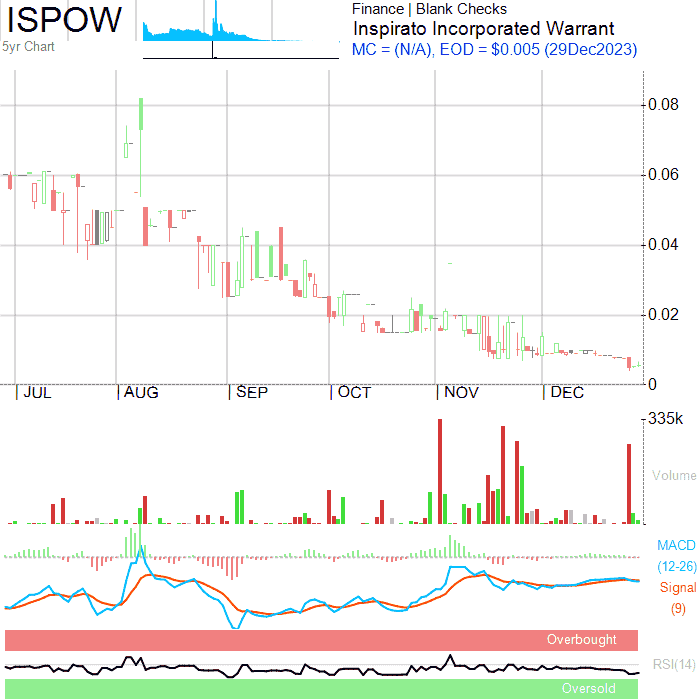 ISPOW
5yr Chart
Finance | Blank Checks
Inspirato Incorporated Warrant
MC = (N/A), EOD = $0.005 (29Dec2023)
0.08
0.06
0.04
0.02
0
JUL
AUG
SEP
OCT
NOV
DEC
335k
Volume
MACD
(12-26)
Signal
(9)
Overbought
RSI(14)
Oversold